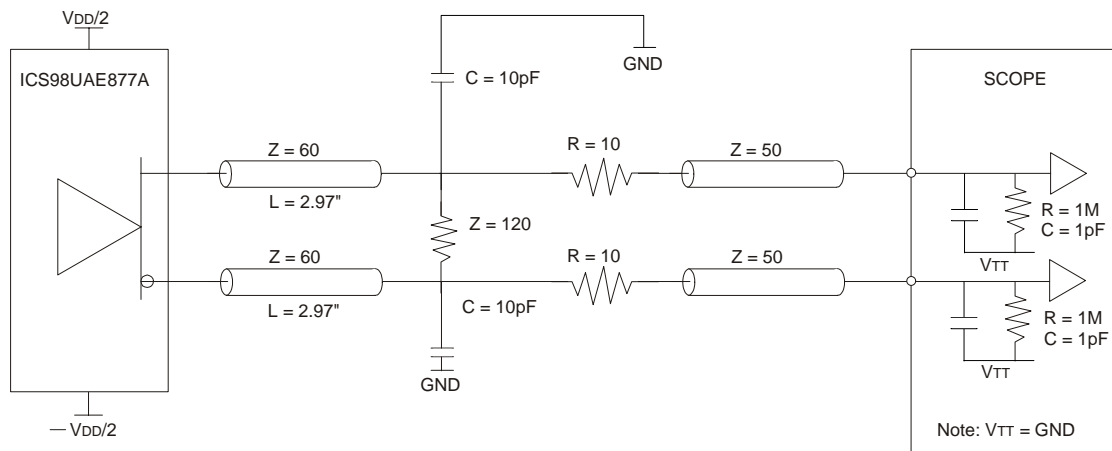 VDD/2
ICS98UAE877A
GND
C = 10pF
SCOPE
Z = 60
R = 10
Z = 50
L = 2.97"
Z = 120
R = 1M
C = 1pF
VTT
Z = 60
R = 10
Z = 50
L = 2.97"
C = 10pF
R = 1M
C = 1pF
VTT
GND
— VDD/2
Note: VTT = GND